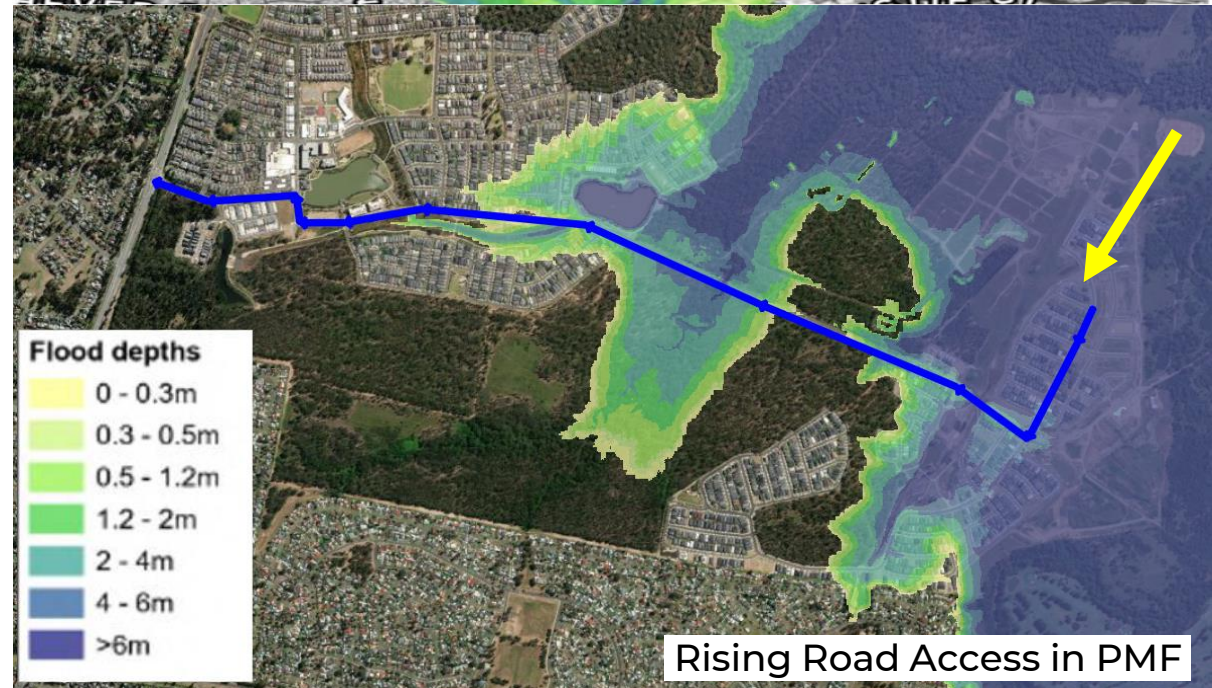 Flood depths
0 - 0.3m
0.3 - 0.5m
0.5 - 1.2m
1.2 - 2m
2 - 4m
4 - 6m
>6m
Rising Road Access in PMF